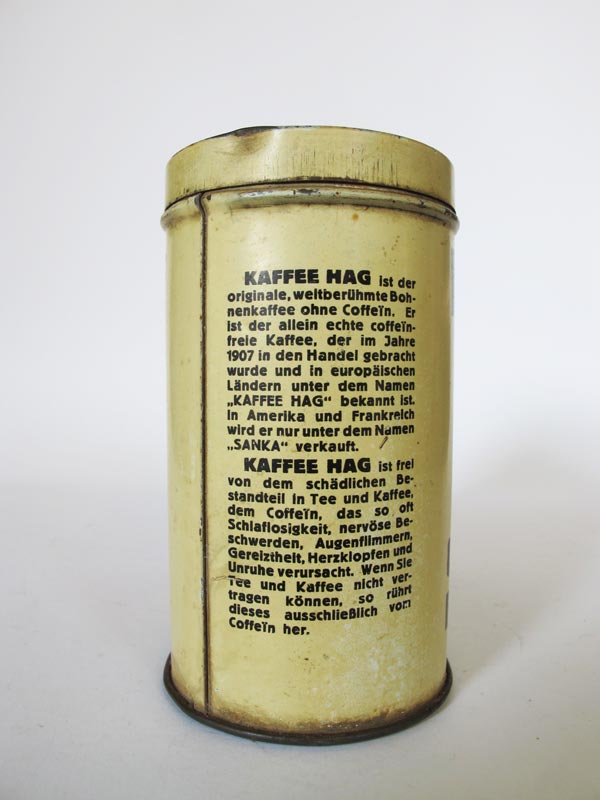 KAFFEE HAG ist der
originale, weltberühmte Boh-
nenkaffee ohne Coffeïn. Er
ist der allein echte coffeïn-
freie Kaffee, der im Jahre
1907 in den Handel gebracht
wurde und in europäischen
Ländern unter dem Namen
„KAFFEE HAG“ bekannt ist.
In Amerika und Frankreich
wird er nur unter dem Namen
„SANKA“ verkauft.
KAFFEE HAG ist frei
von dem schädlichen Be-
standteil in Tee und Kaffee,
dem Coffeïn, das so oft
Schlaflosigkeit, nervöse Be-
schwerden, Augenflimmern,
Gereiztheit, Herzklopfen und
Unruhe verursacht. Wenn Sie
Tee und Kaffee nicht ver-
tragen können, so rührt
dieses ausschließlich vom
Coffeïn her.